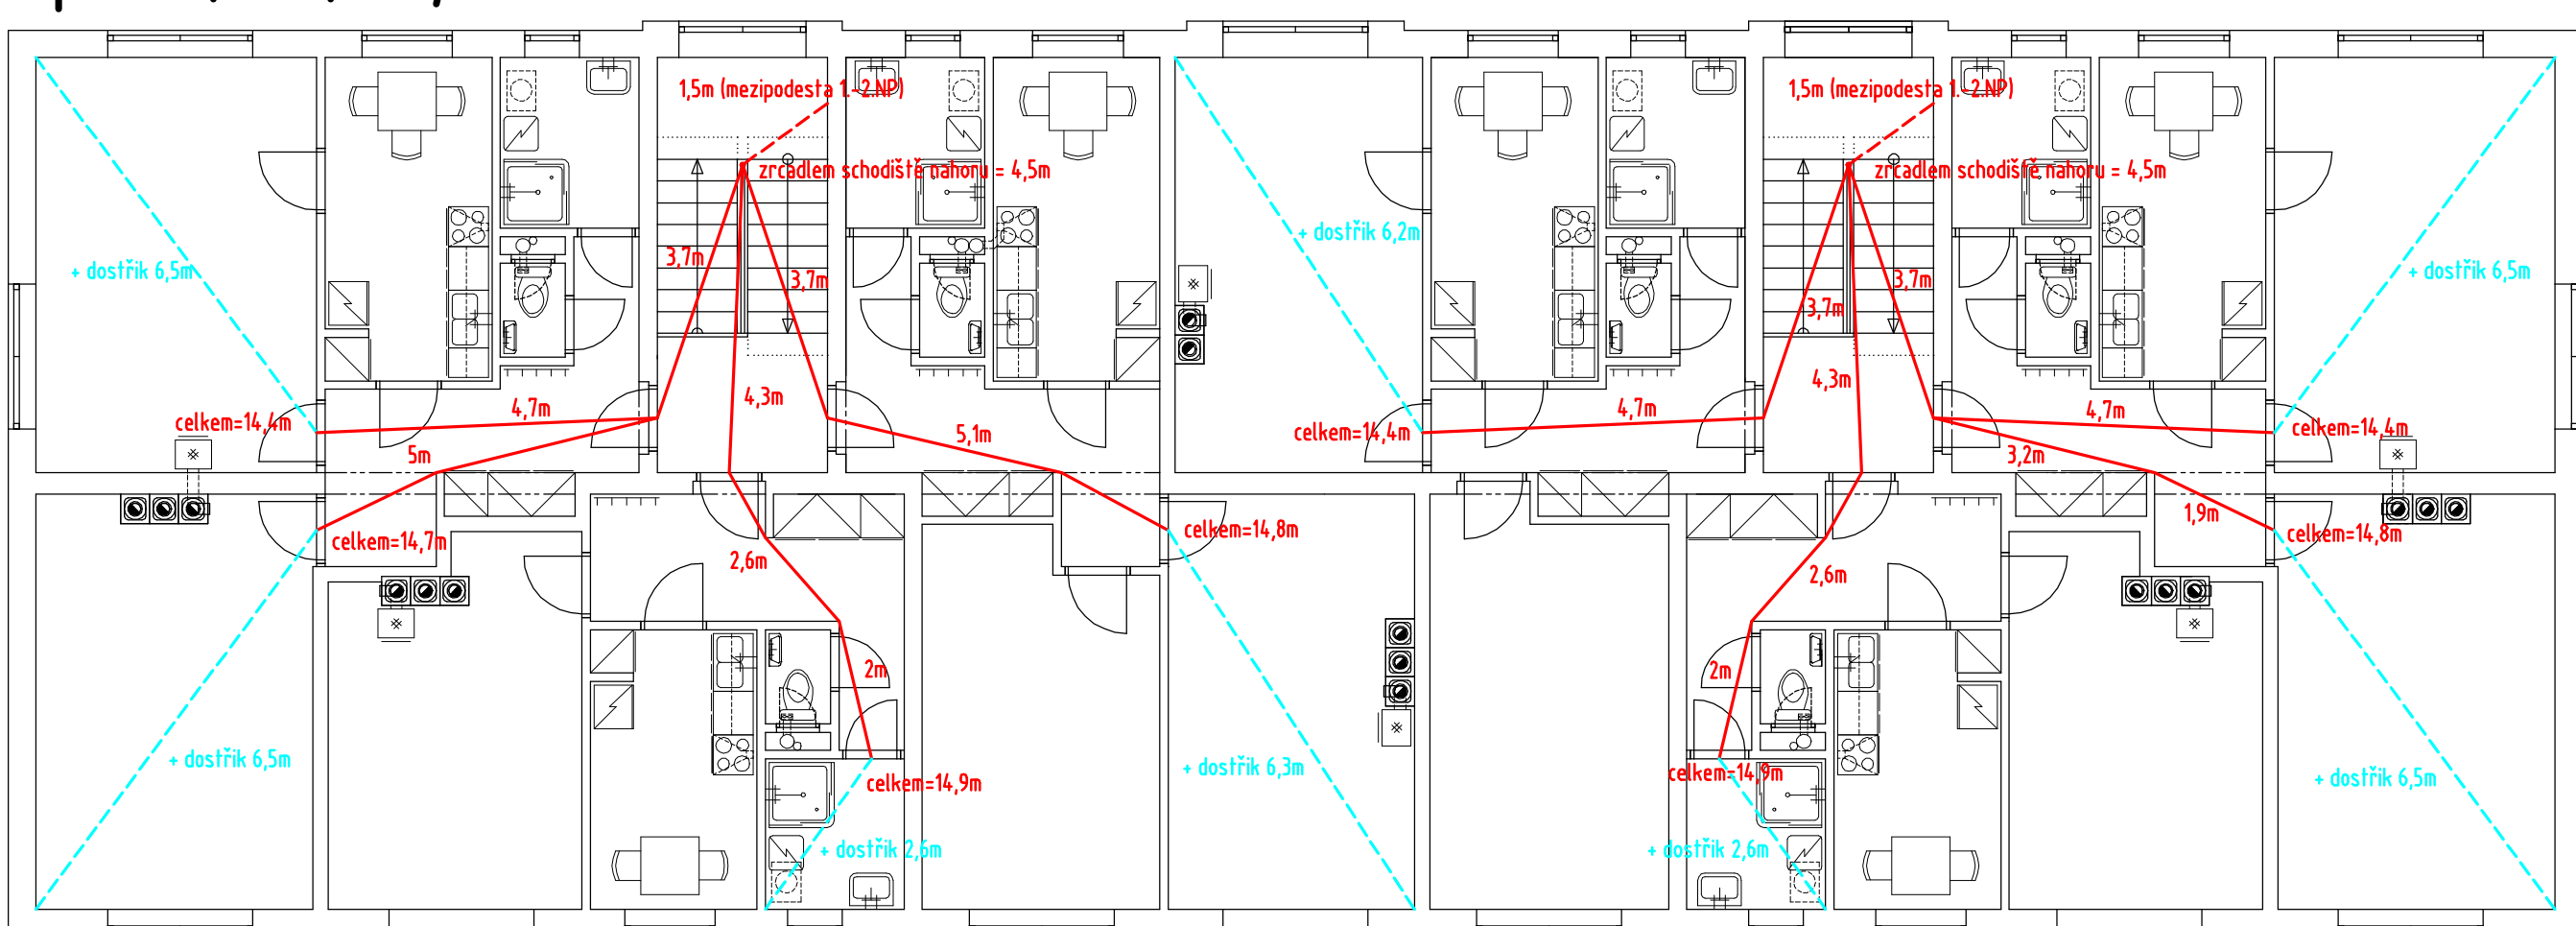 1,5m (mezipodesta 1.-2.NP)
1,5m (mezipodesta 1.-2.NP)
zrcadlem schodiště nahoru = 4,5m
zrcadlem schodiště nahoru = 4,5m
+ dostřik 6,5m
3,7m
3,7m
+ dostřik 6,2m
3,7m
3,7m
+ dostřik 6,5m
celkem=14,4m
4,7m
4,3m
5,1m
celkem=14,4m
4,7m
4,3m
4,7m
celkem=14,4m
5m
3,2m
celkem=14,7m
2,6m
celkem=14,8m
2,6m
1,9m
celkem=14,8m
2m
2m
+ dostřik 6,5m
celkem=14,9m
+ dostřik 6,3m
celkem=14,9m
+ dostřik 6,5m
+ dostřik 2,6m
+ dostřik 2,6m